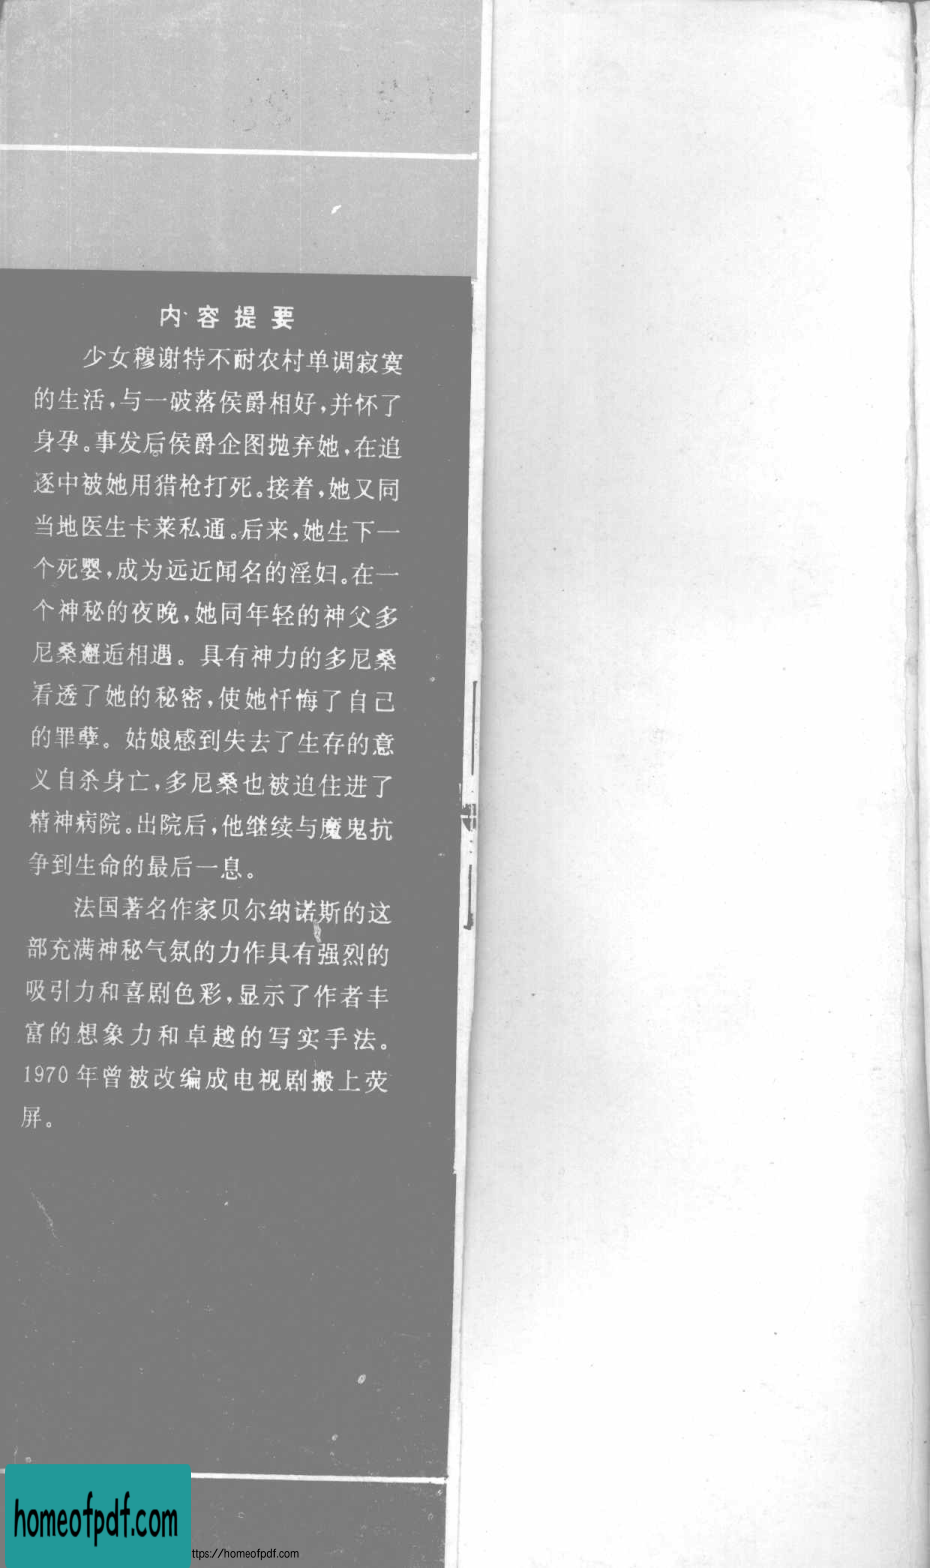 内容提要
少女穆谢特不耐农村单调寂寞
的生活,与一破落侯爵相好,并怀了
身孕。事发后侯爵企图抛弃她,在追
逐中被她用猎枪打死。接着,她又同
当地医生卡莱私通。后来,她生下一
个死婴,成为远近闻名的淫妇。在一
个神秘的夜晚,她同年轻的神父多
尼桑邂逅相遇。具有神力的多尼桑
看透了她的秘密,使她忏悔了自己
的罪孽。姑娘感到失去了生存的意
义自杀身亡,多尼桑也被迫住进了
精神病院。出院后,他继续与魔鬼抗
争到生命的最后一息。
法国著名作家贝尔纳诺斯的这
部充满神秘气氛的力作具有强烈的
吸引力和喜剧色彩,显示了作者丰
富的想象力和卓越的写实手法。
1970年曾被改编成电视剧搬上荧
屏。
homeofpdf.com
ttps://homeofpdf.com